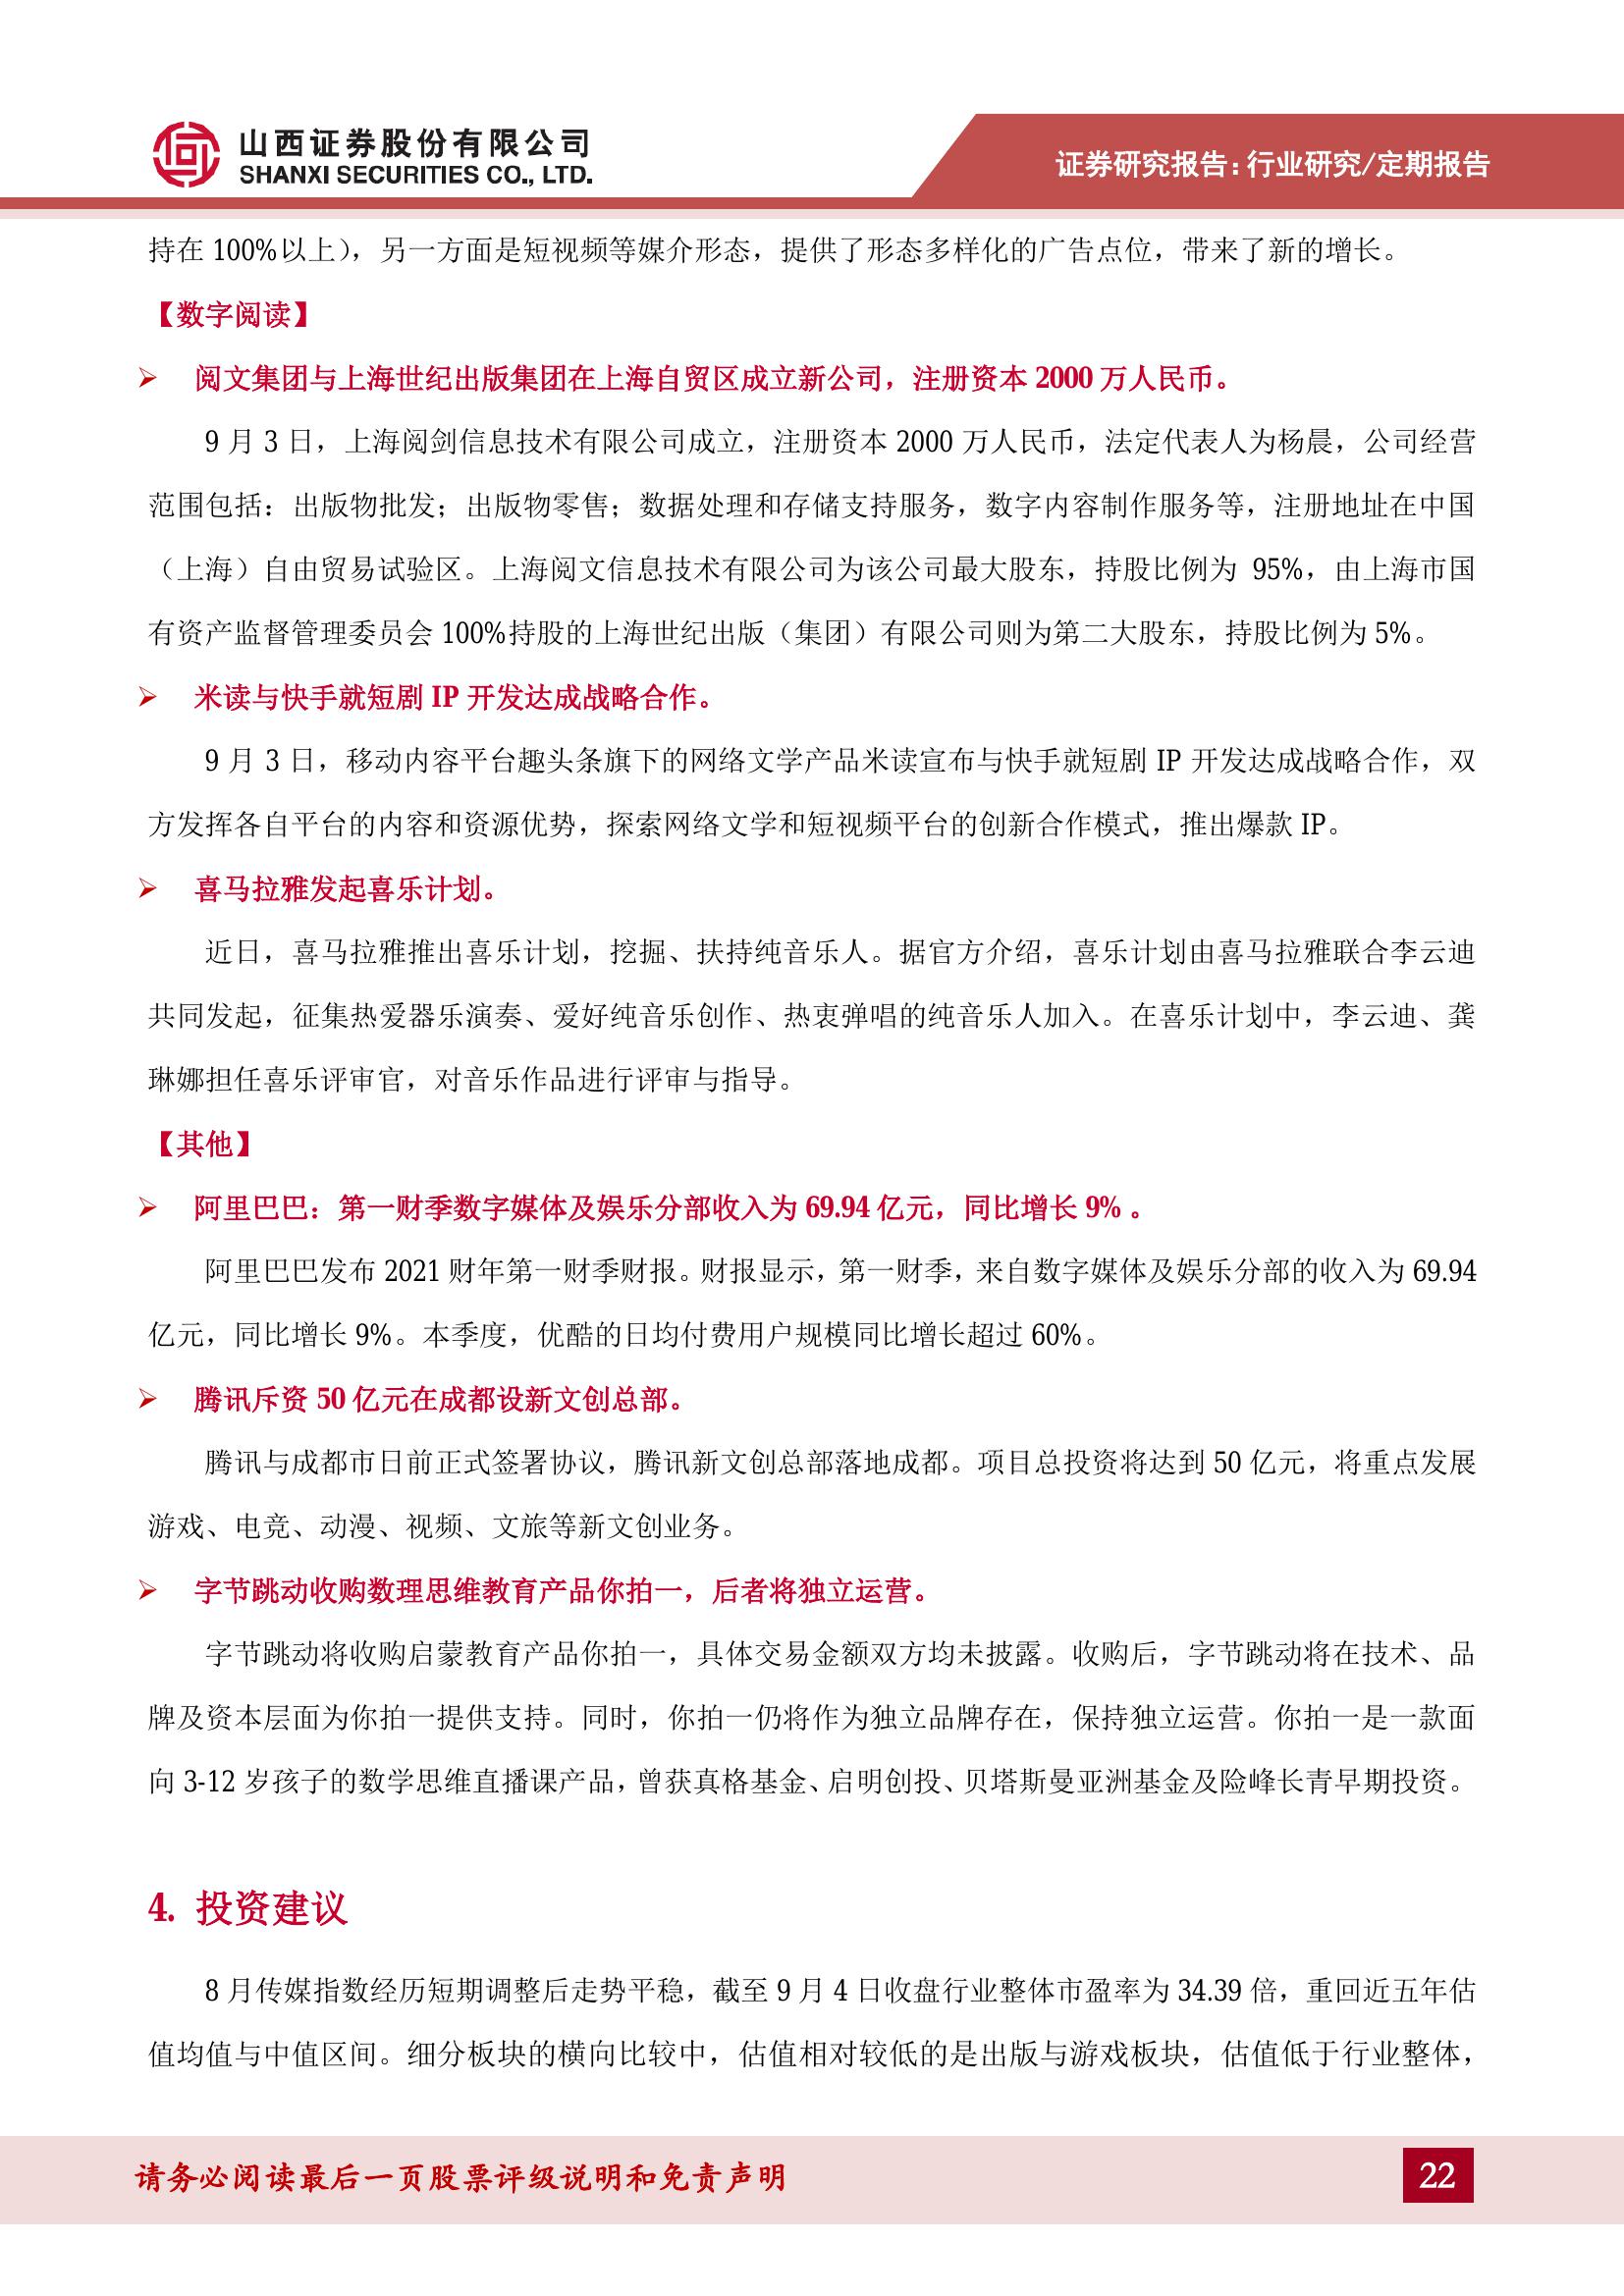 山西证券股份有限公司
SHANXI SECURITIES CO., LTD.
证券研究报告：行业研究/定期报告
持在 100%以上），另一方面是短视频等媒介形态，提供了形态多样化的广告点位，带来了新的增长。
【数字阅读】
➢ 阅文集团与上海世纪出版集团在上海自贸区成立新公司，注册资本 2000 万人民币。
9 月 3 日，上海阅剑信息技术有限公司成立，注册资本 2000 万人民币，法定代表人为杨晨，公司经营
范围包括：出版物批发；出版物零售；数据处理和存储支持服务，数字内容制作服务等，注册地址在中国
（上海）自由贸易试验区。上海阅文信息技术有限公司为该公司最大股东，持股比例为 95%，由上海市国
有资产监督管理委员会 100%持股的上海世纪出版（集团）有限公司则为第二大股东，持股比例为 5%。
➢ 米读与快手就短剧 IP 开发达成战略合作。
9 月 3 日，移动内容平台趣头条旗下的网络文学产品米读宣布与快手就短剧 IP 开发达成战略合作，双
方发挥各自平台的内容和资源优势，探索网络文学和短视频平台的创新合作模式，推出爆款 IP。
➢ 喜马拉雅发起喜乐计划。
近日，喜马拉雅推出喜乐计划，挖掘、扶持纯音乐人。据官方介绍，喜乐计划由喜马拉雅联合李云迪
共同发起，征集热爱器乐演奏、爱好纯音乐创作、热衷弹唱的纯音乐人加入。在喜乐计划中，李云迪、龚
琳娜担任喜乐评审官，对音乐作品进行评审与指导。
【其他】
➢ 阿里巴巴：第一财季数字媒体及娱乐分部收入为 69.94 亿元，同比增长 9% 。
阿里巴巴发布 2021 财年第一财季财报。财报显示，第一财季，来自数字媒体及娱乐分部的收入为 69.94
亿元，同比增长 9%。本季度，优酷的日均付费用户规模同比增长超过 60%。
➢ 腾讯斥资 50 亿元在成都设新文创总部。
腾讯与成都市日前正式签署协议，腾讯新文创总部落地成都。项目总投资将达到 50 亿元，将重点发展
游戏、电竞、动漫、视频、文旅等新文创业务。
➢ 字节跳动收购数理思维教育产品你拍一，后者将独立运营。
字节跳动将收购启蒙教育产品你拍一，具体交易金额双方均未披露。收购后，字节跳动将在技术、品
牌及资本层面为你拍一提供支持。同时，你拍一仍将作为独立品牌存在，保持独立运营。你拍一是一款面
向 3-12 岁孩子的数学思维直播课产品，曾获真格基金、启明创投、贝塔斯曼亚洲基金及险峰长青早期投资。
4. 投资建议
8 月传媒指数经历短期调整后走势平稳，截至 9 月 4 日收盘行业整体市盈率为 34.39 倍，重回近五年估
值均值与中值区间。细分板块的横向比较中，估值相对较低的是出版与游戏板块，估值低于行业整体，
请务必阅读最后一页股票评级说明和免责声明
22